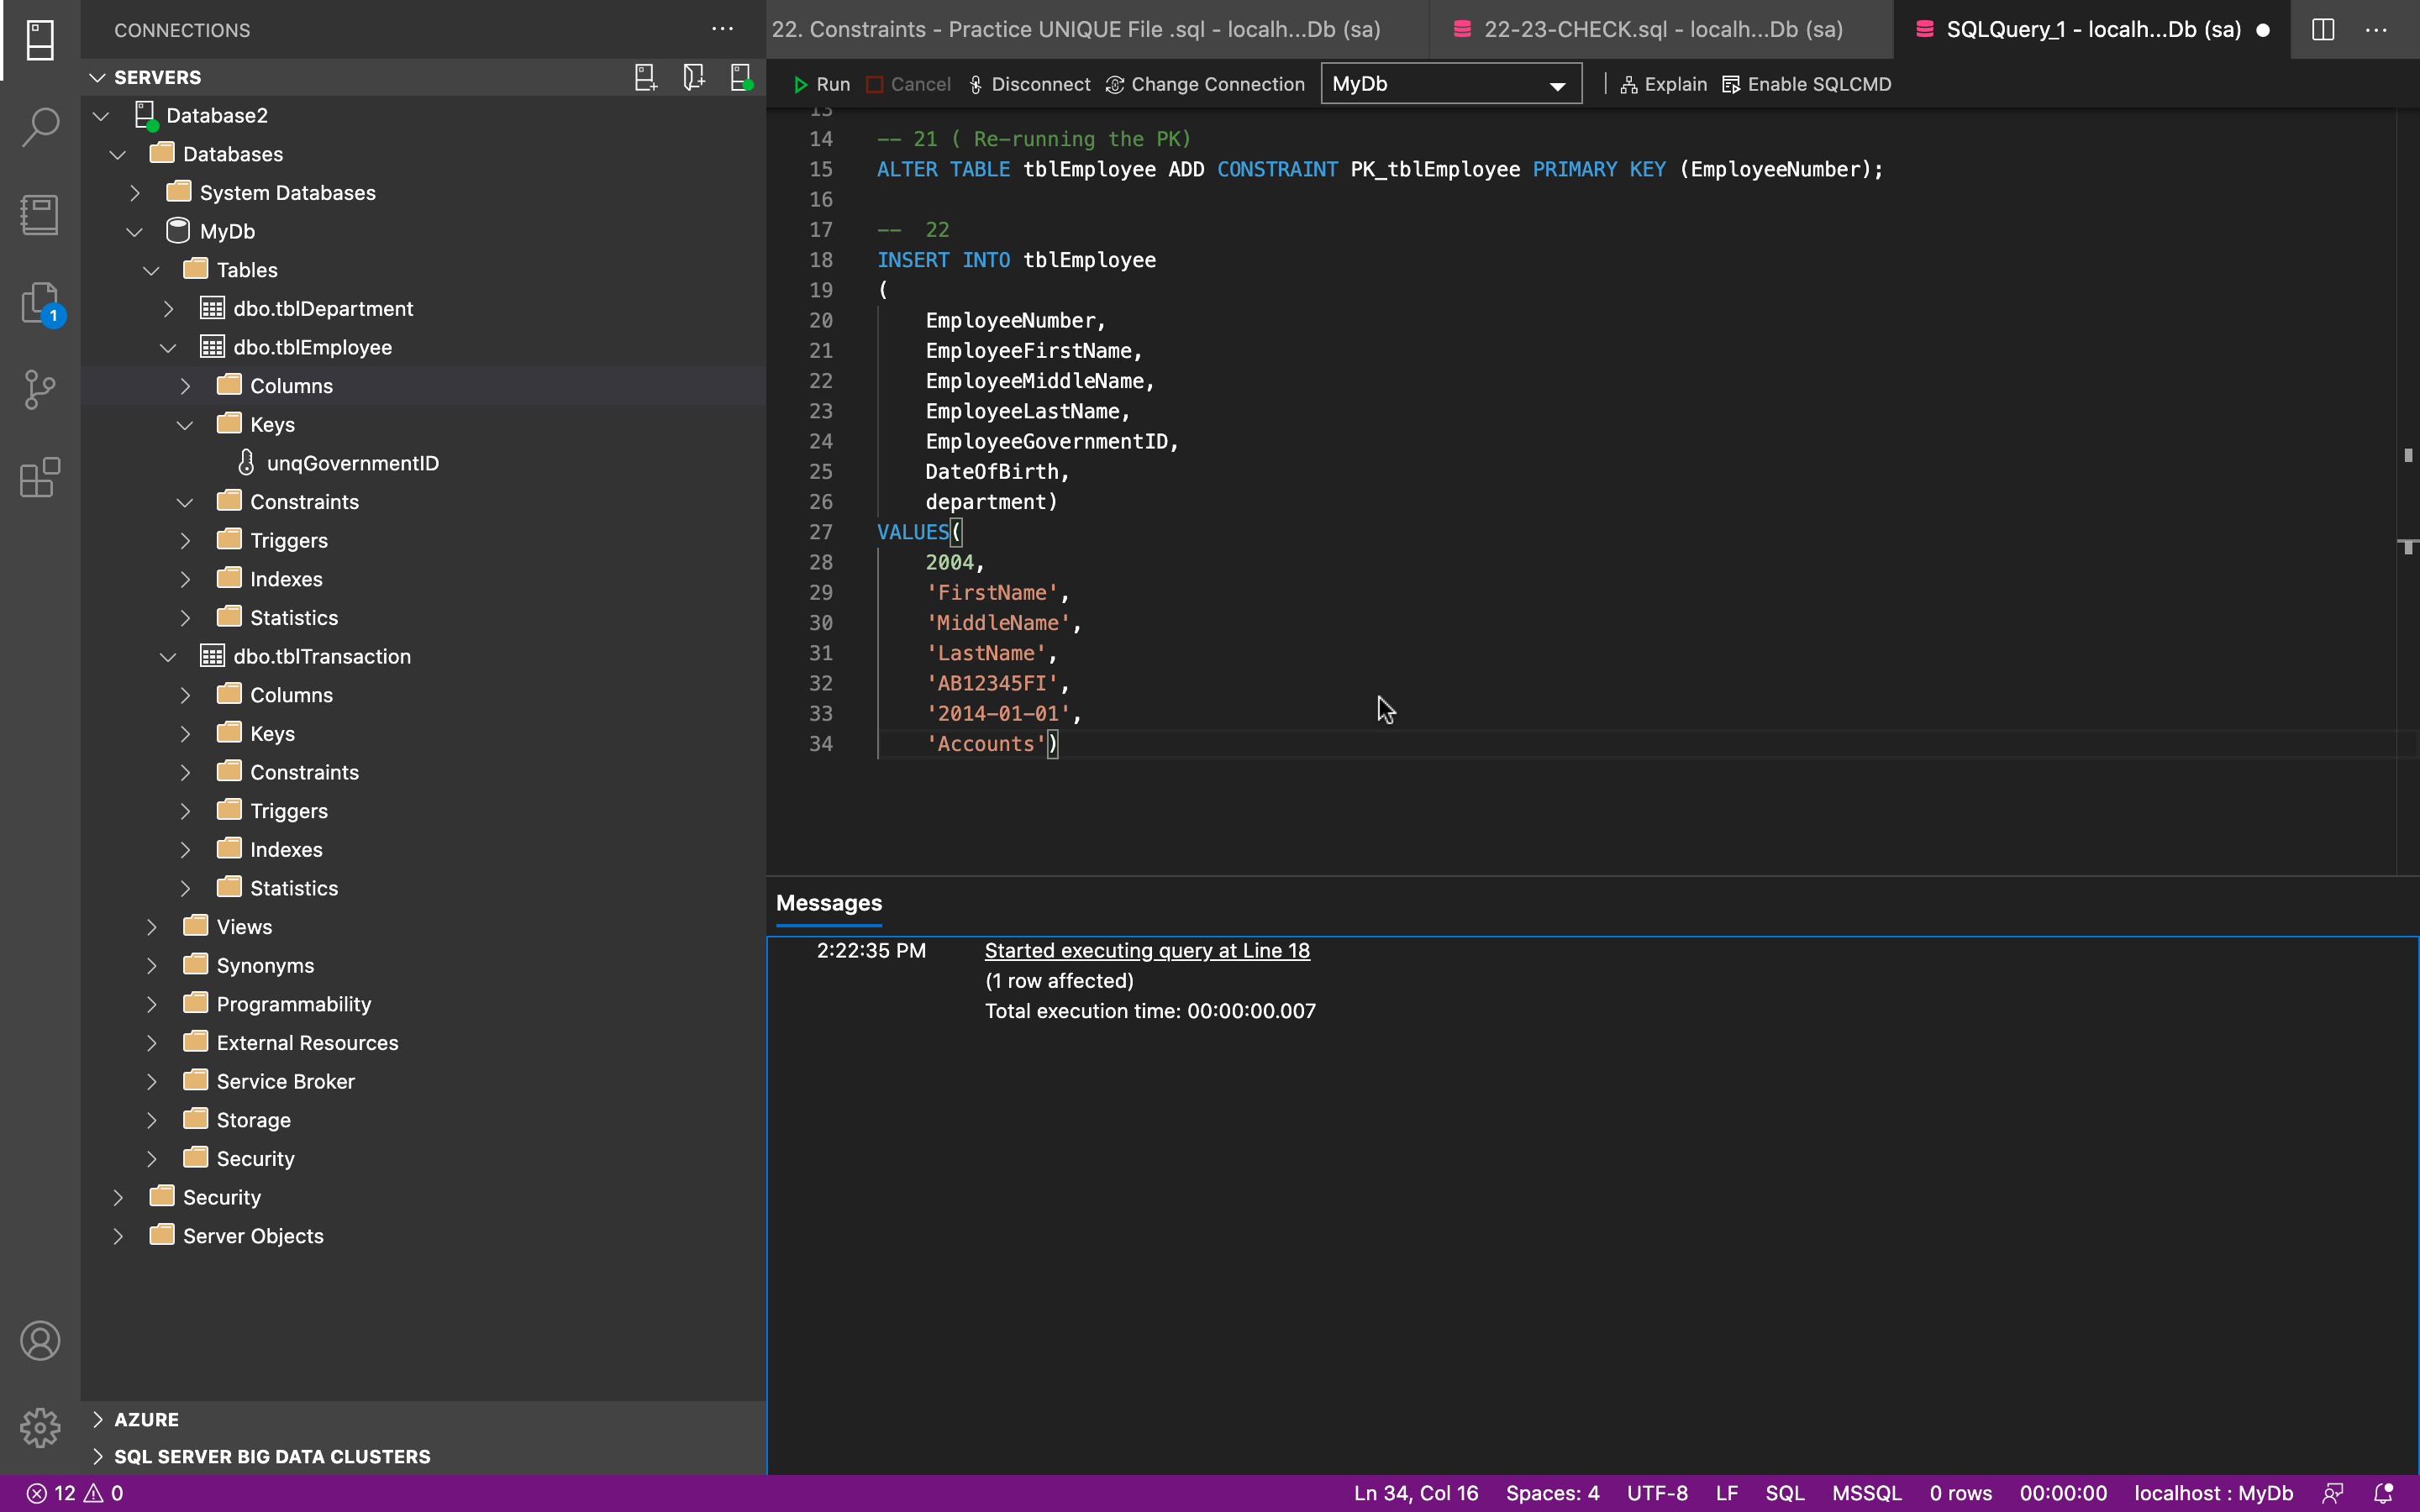 CONNECTIONS
SERVERS
Database2
Databases
System Databases
MyDb
Tables
dbo.tblDepartment
dbo.tblEmployee
Columns
Keys
unqGovernmentID
Constraints
Triggers
Indexes
Statistics
dbo.tblTransaction
Columns
Keys
Constraints
Triggers
Indexes
Statistics
Views
Synonyms
Programmability
External Resources
Service Broker
Storage
Security
Security
Server Objects
AZURE
SQL SERVER BIG DATA CLUSTERS
1
22. Constraints - Practice UNIQUE File .sql - localh...Db (sa)
22-23-CHECK.sql - localh...Db (sa)
SQLQuery_1 - localh...Db (sa)
Run Cancel Disconnect Change Connection MyDb Explain Enable SQLCMD
13
14 -- 21 ( Re-running the PK)
15 ALTER TABLE tblEmployee ADD CONSTRAINT PK_tblEmployee PRIMARY KEY (EmployeeNumber);
16
17 --  22
18 INSERT INTO tblEmployee
19 (
20 EmployeeNumber,
21 EmployeeFirstName,
22 EmployeeMiddleName,
23 EmployeeLastName,
24 EmployeeGovernmentID,
25 DateOfBirth,
26 department)
27 VALUES(
28 2004,
29 'FirstName',
30 'MiddleName',
31 'LastName',
32 'AB12345FI',
33 '2014-01-01',
34 'Accounts')
Messages
2:22:35 PM Started executing query at Line 18
(1 row affected)
Total execution time: 00:00:00.007
12 0 Ln 34, Col 16 Spaces: 4 UTF-8 LF SQL MSSQL 0 rows 00:00:00 localhost : MyDb